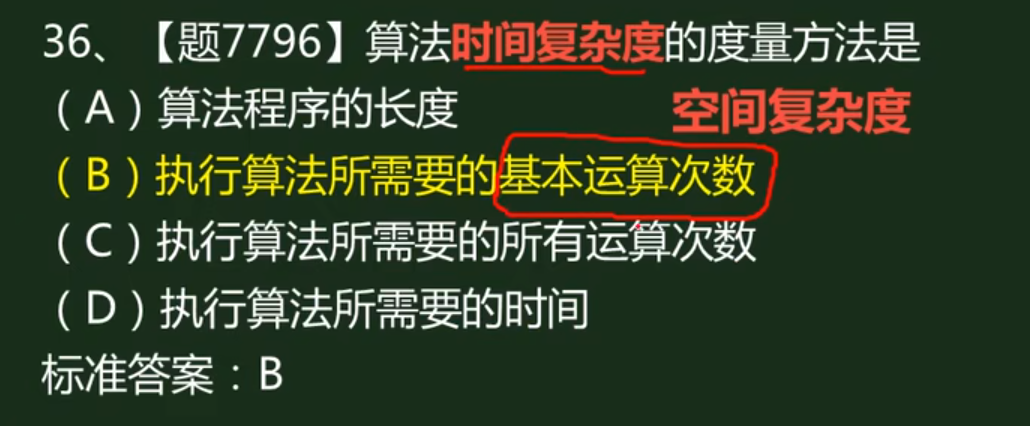 36、【题7796】算法时间复杂度的度量方法是
（A）算法程序的长度
空间复杂度
（B）执行算法所需要的基本运算次数
（C）执行算法所需要的所有运算次数
（D）执行算法所需要的时间
标准答案：B